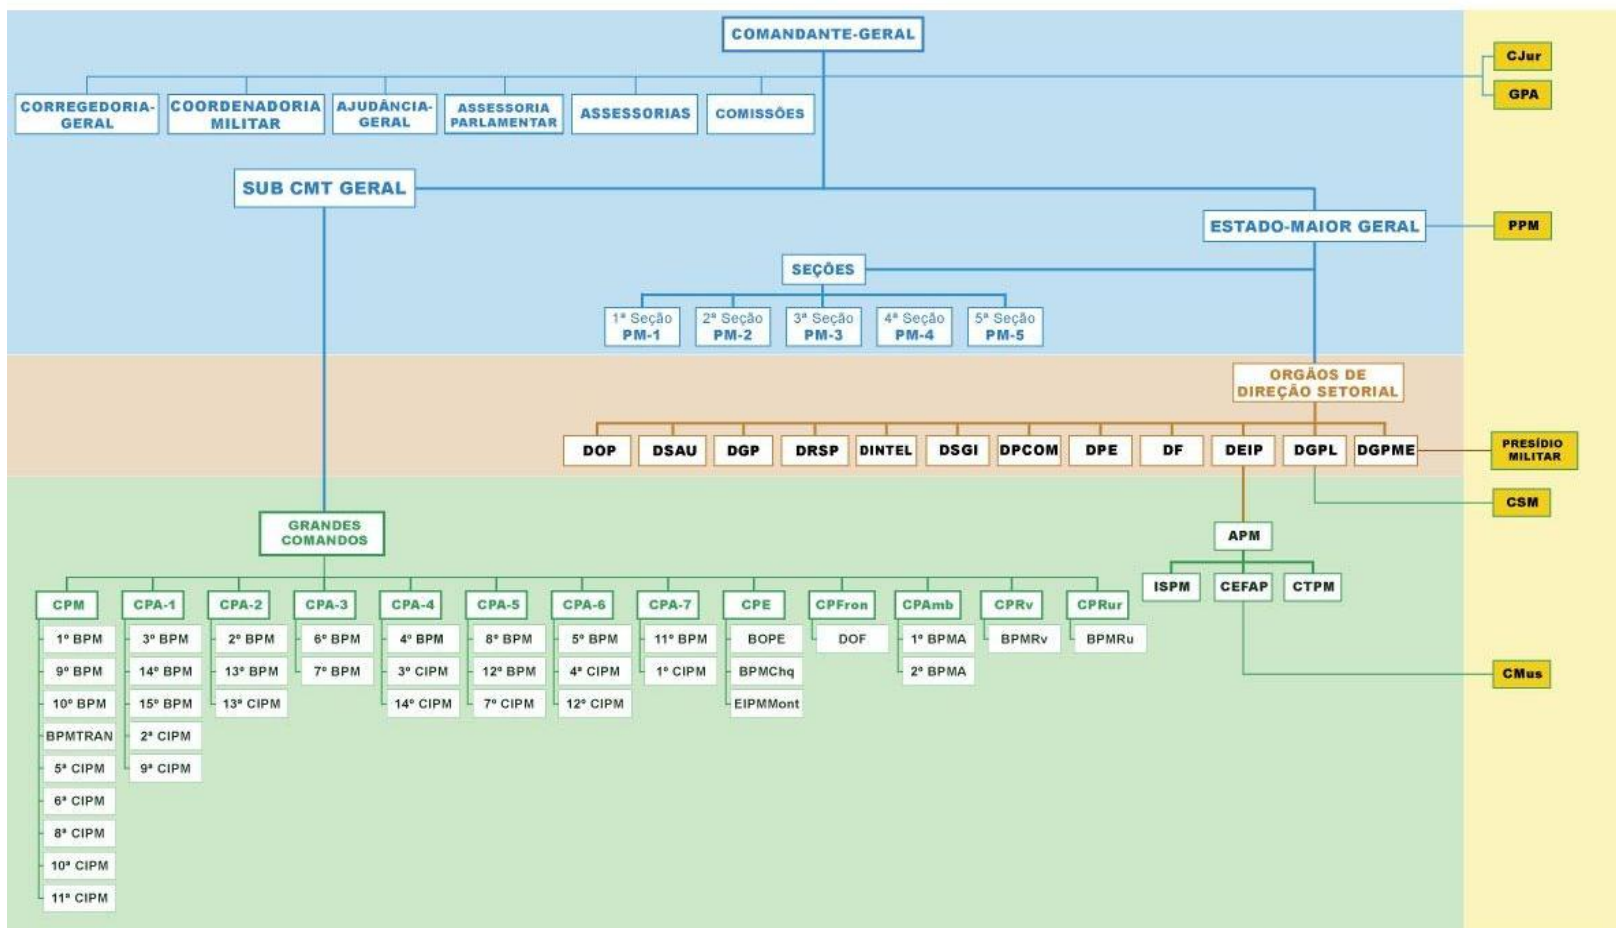 COMANDANTE-GERAL
CJur
GPA
CORREGEDORIA-
GERAL
COORDENADORIA
MILITAR
AJUDÂNCIA-
GERAL
ASSESSORIA
PARLAMENTAR
ASSESSORIAS
COMISSÕES
SUB CMT GERAL
ESTADO-MAIOR GERAL
PPM
SEÇÕES
1ª Seção
PM-1
2ª Seção
PM-2
3ª Seção
PM-3
4ª Seção
PM-4
5ª Seção
PM-5
ORGÃOS DE
DIREÇÃO SETORIAL
DOP
DSAU
DGP
DRSP
DINTEL
DSGI
DPCOM
DPE
DF
DEIP
DGPL
DGPME
PRESÍDIO
MILITAR
CSM
GRANDES
COMANDOS
APM
ISPM
CEFAP
CTPM
CMus
CPM
1º BPM
9º BPM
10º BPM
BPMTRAN
5ª CIPM
6ª CIPM
8ª CIPM
10ª CIPM
11ª CIPM
CPA-1
3º BPM
14º BPM
15º BPM
2ª CIPM
9ª CIPM
CPA-2
2º BPM
13º BPM
13ª CIPM
CPA-3
6º BPM
7º BPM
CPA-4
4º BPM
3º CIPM
14º CIPM
CPA-5
8º BPM
12º BPM
7º CIPM
CPA-6
5º BPM
4ª CIPM
12º CIPM
CPA-7
11º BPM
1º CIPM
CPE
BOPE
BPMChq
EIPMMont
CPFron
DOF
CPAmb
1º BPMA
2º BPMA
CPRv
BPMRv
CPRur
BPMRu